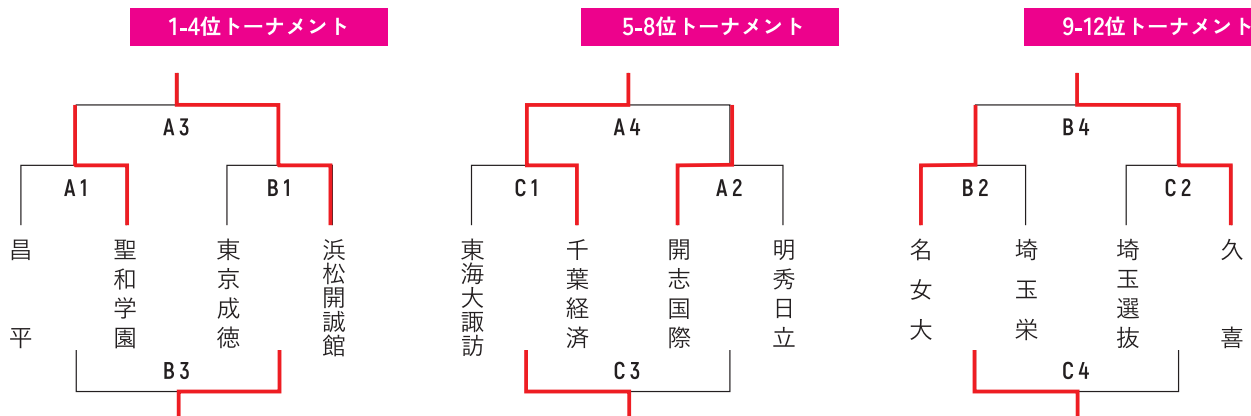 1-4位トーナメント
A3
A1
B1
昌平
聖和学園
東京成徳
浜松開誠館
B3
5-8位トーナメント
A4
C1
A2
東海大諏訪
千葉経済
開志国際
明秀日立
C3
9-12位トーナメント
B4
B2
C2
名女大
埼玉栄
埼玉選抜
久喜
C4